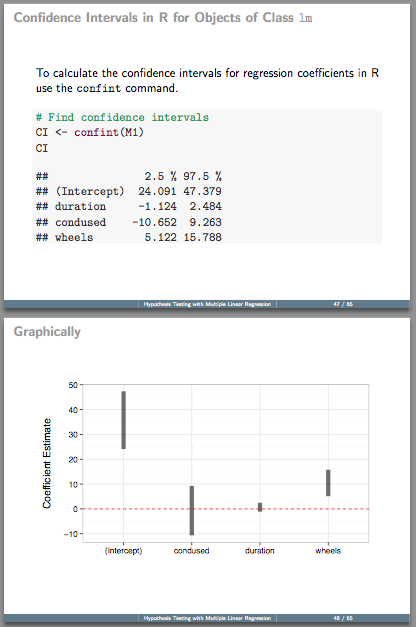 Confidence Intervals in R for Objects of Class lm
To calculate the confidence intervals for regression coefficients in R
use the confint command.
# Find confidence intervals
CI <- confint(M1)
CI
## 2.5 % 97.5 %
## (Intercept) 24.091 47.379
## duration -1.124 2.484
## condused -10.652 9.263
## wheels 5.122 15.788
Hypothesis Testing with Multiple Linear Regression 47 / 65
Graphically
50
40
30
20
10
0
-10
Coefficient Estimate
(Intercept) condused duration wheels
Hypothesis Testing with Multiple Linear Regression 48 / 65